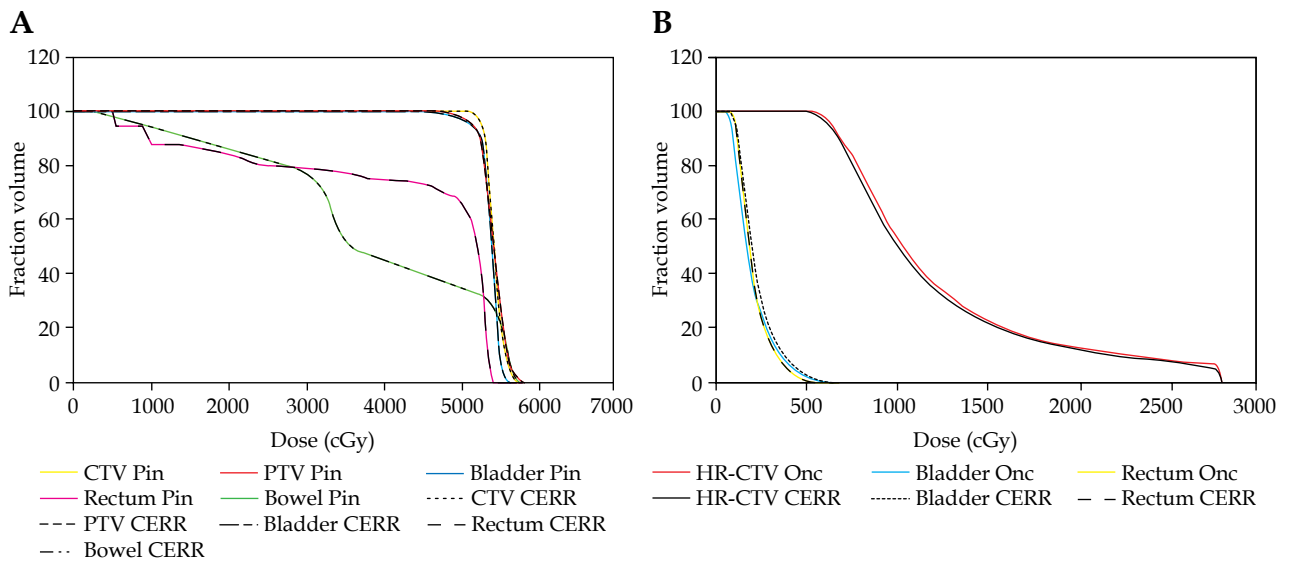 A
B
120
100
80
60
40
20
0
Fraction volume
0 1000 2000 3000 4000 5000 6000 7000
Dose (cGy)
CTV Pin PTV Pin Bladder Pin
Rectum Pin Bowel Pin CTV CERR
PTV CERR Bladder CERR Rectum CERR
Bowel CERR
120
100
80
60
40
20
0
Fraction volume
0 500 1000 1500 2000 2500 3000
Dose (cGy)
HR-CTV Onc Bladder Onc Rectum Onc
HR-CTV CERR Bladder CERR Rectum CERR